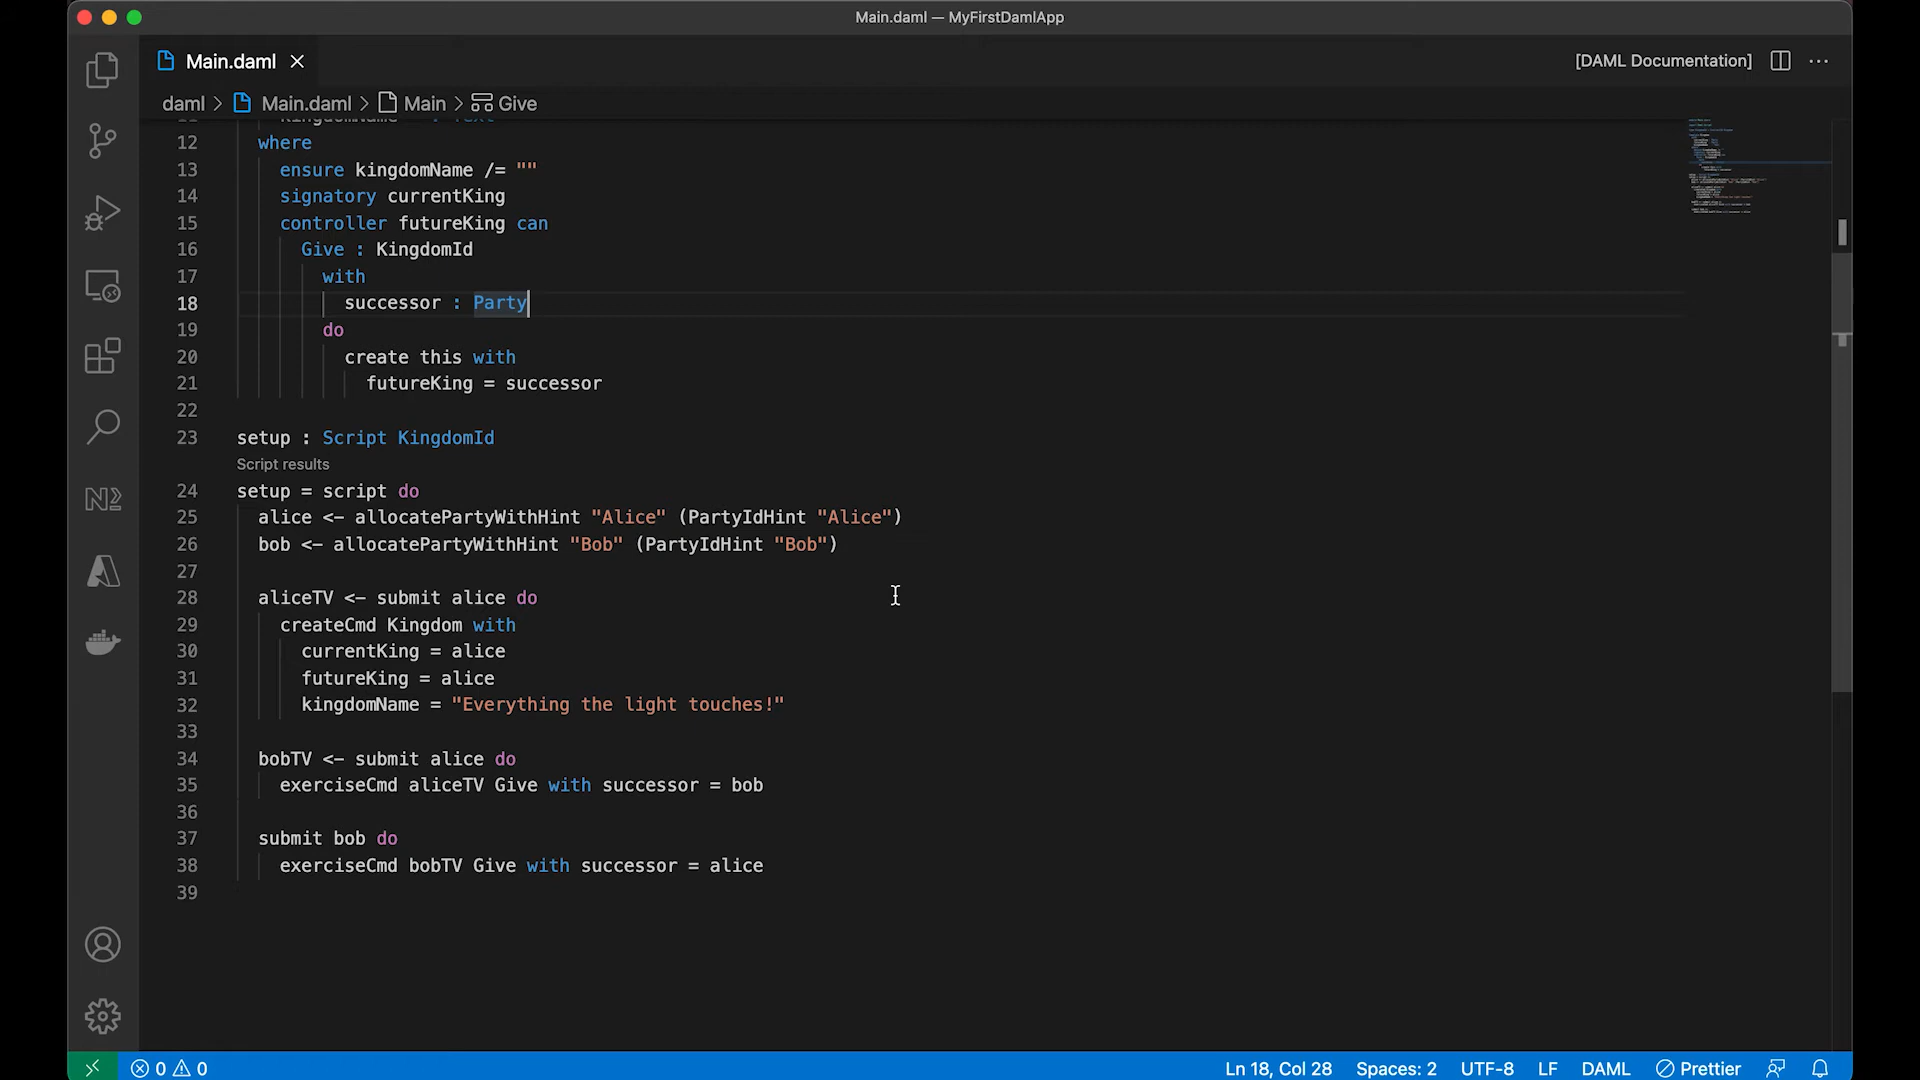 Main.daml — MyFirstDamlApp
Main.daml
[DAML Documentation]
daml > Main.daml > Main > Give
11 kingdomName : Text
12 where
13 ensure kingdomName /= ""
14 signatory currentKing
15 controller futureKing can
16 Give : KingdomId
17 with
18 successor : Party
19 do
20 create this with
21 futureKing = successor
22
23 setup : Script KingdomId
Script results
24 setup = script do
25 alice <- allocatePartyWithHint "Alice" (PartyIdHint "Alice")
26 bob <- allocatePartyWithHint "Bob" (PartyIdHint "Bob")
27
28 aliceTV <- submit alice do
29 createCmd Kingdom with
30 currentKing = alice
31 futureKing = alice
32 kingdomName = "Everything the light touches!"
33
34 bobTV <- submit alice do
35 exerciseCmd aliceTV Give with successor = bob
36
37 submit bob do
38 exerciseCmd bobTV Give with successor = alice
39
0 0 Ln 18, Col 28 Spaces: 2 UTF-8 LF DAML Prettier